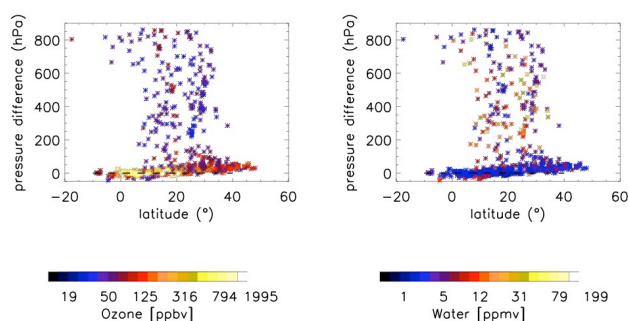 pressure difference (hPa)
800
600
400
200
0
−20 0 20 40 60
latitude (°)
19 50 125 316 794 1995
Ozone [ppbv]
pressure difference (hPa)
800
600
400
200
0
−20 0 20 40 60
latitude (°)
1 5 12 31 79 199
Water [ppmv]